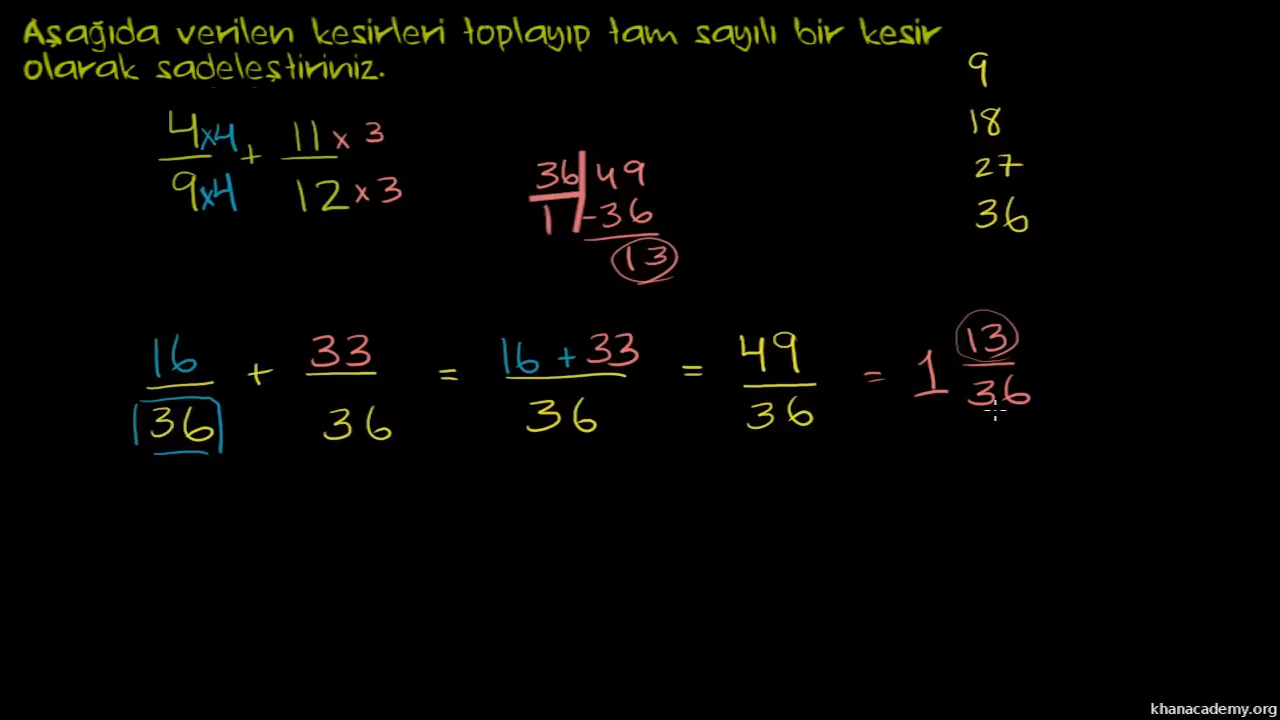 Aşağıda verilen kesirleri toplayıp tam sayılı bir kesir
olarak sadeleştiriniz.
9
18
27
36
4x4 + 11 x 3
9x4 12 x 3
36 49
1 -36
13
16 + 33 = 16 + 33 = 49 = 1 13
36 36 36 36 36
khanacademy.org